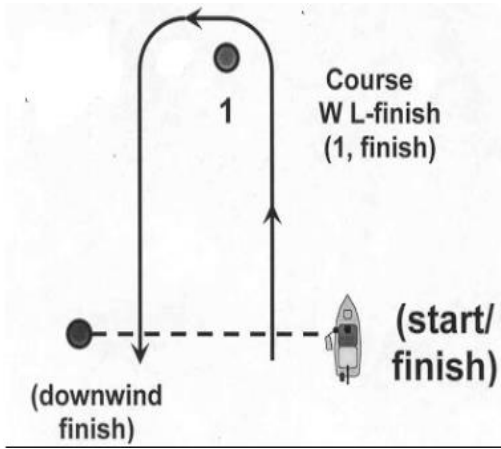 1
Course
W L-finish
(1, finish)
(start/
finish)
(downwind
finish)